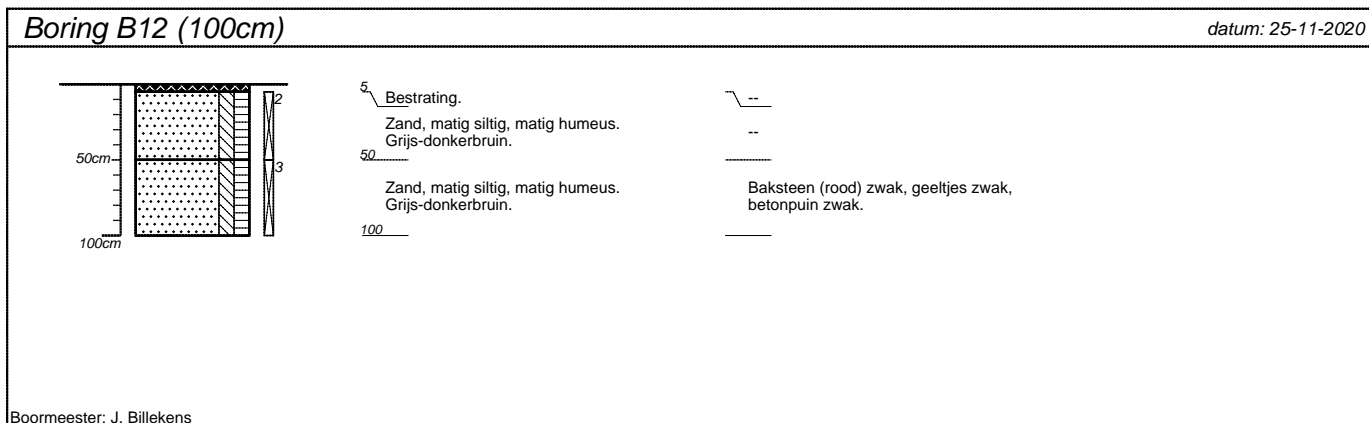 Boring B12 (100cm)
datum: 25-11-2020
5
Bestrating.
--
2
Zand, matig siltig, matig humeus.
Grijs-donkerbruin.
--
50cm
50
3
Zand, matig siltig, matig humeus.
Grijs-donkerbruin.
Baksteen (rood) zwak, geeltjes zwak,
betonpuin zwak.
100cm
100
Boormeester: J. Billekens